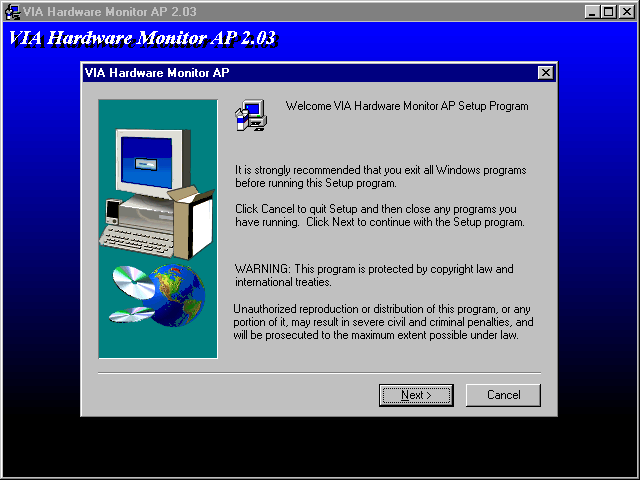 VIA Hardware Monitor AP 2.03
VIA Hardware Monitor AP 2.03
VIA Hardware Monitor AP
Welcome VIA Hardware Monitor AP Setup Program
It is strongly recommended that you exit all Windows programs
before running this Setup program.
Click Cancel to quit Setup and then close any programs you
have running.  Click Next to continue with the Setup program.
WARNING: This program is protected by copyright law and
international treaties.
Unauthorized reproduction or distribution of this program, or any
portion of it, may result in severe civil and criminal penalties, and
will be prosecuted to the maximum extent possible under law.
Next >
Cancel